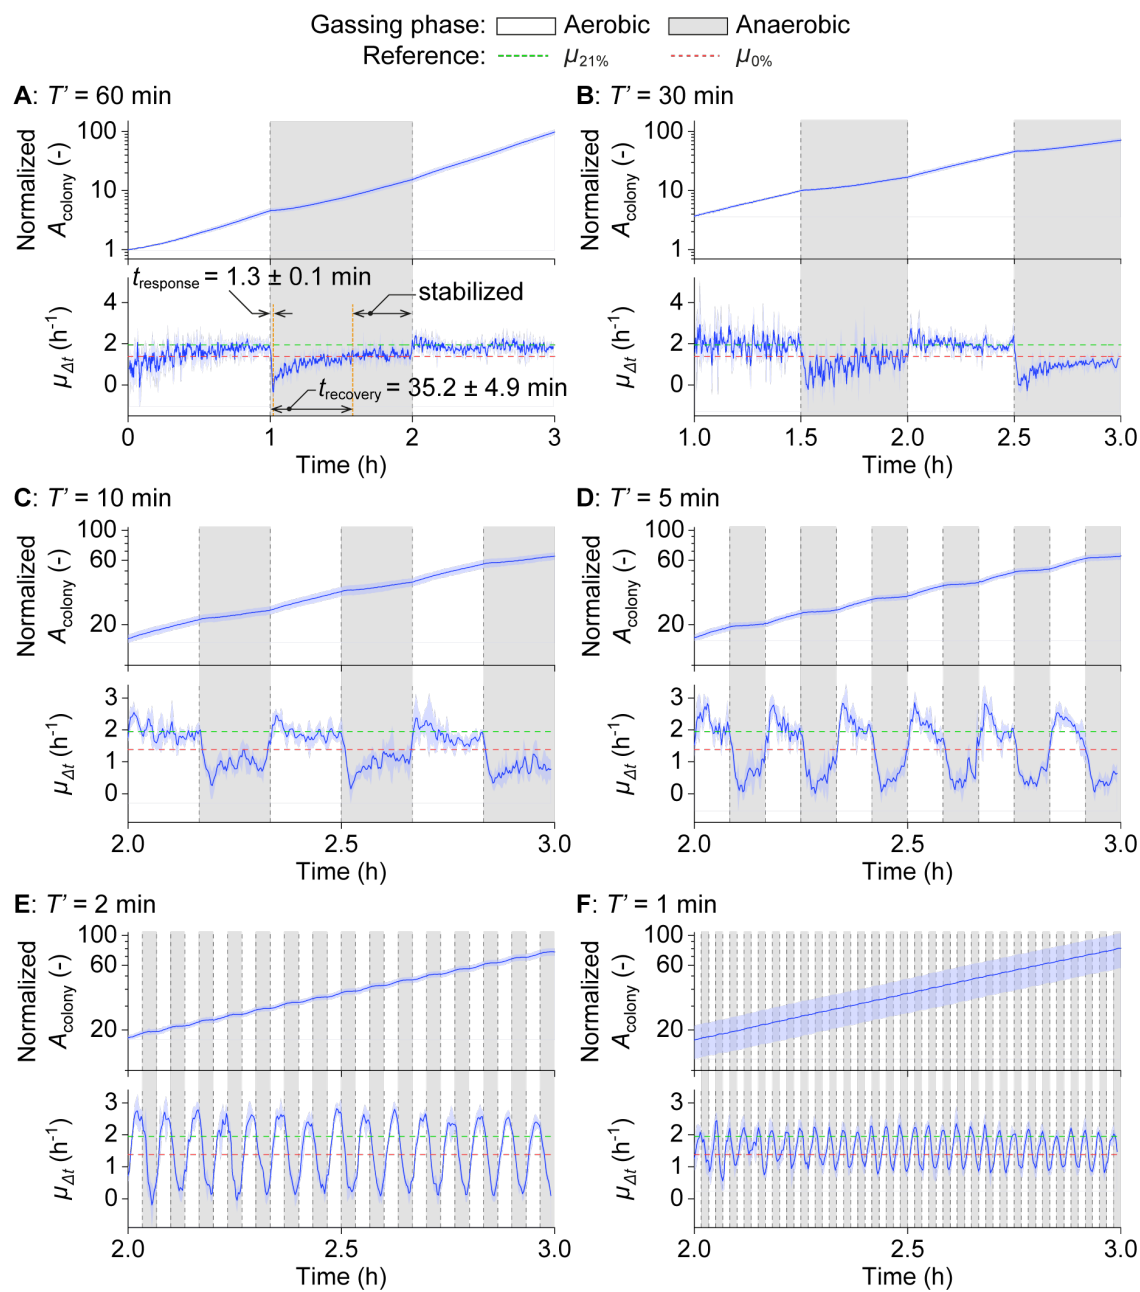 Gassing phase: Aerobic Anaerobic
Reference: μ21% μ0%
A: T’ = 60 min
B: T’ = 30 min
Normalized
Acolony (-)
100
10
1
Normalized
Acolony (-)
100
10
1
tresponse = 1.3 ± 0.1 min
stabilized
trecovery = 35.2 ± 4.9 min
μΔt (h-1)
4
2
0
0 1 2 3
Time (h)
μΔt (h-1)
4
2
0
1.0 1.5 2.0 2.5 3.0
Time (h)
C: T’ = 10 min
D: T’ = 5 min
Normalized
Acolony (-)
100
60
20
Normalized
Acolony (-)
100
60
20
μΔt (h-1)
3
2
1
0
2.0 2.5 3.0
Time (h)
μΔt (h-1)
3
2
1
0
2.0 2.5 3.0
Time (h)
E: T’ = 2 min
F: T’ = 1 min
Normalized
Acolony (-)
100
60
20
Normalized
Acolony (-)
100
60
20
μΔt (h-1)
3
2
1
0
2.0 2.5 3.0
Time (h)
μΔt (h-1)
3
2
1
0
2.0 2.5 3.0
Time (h)